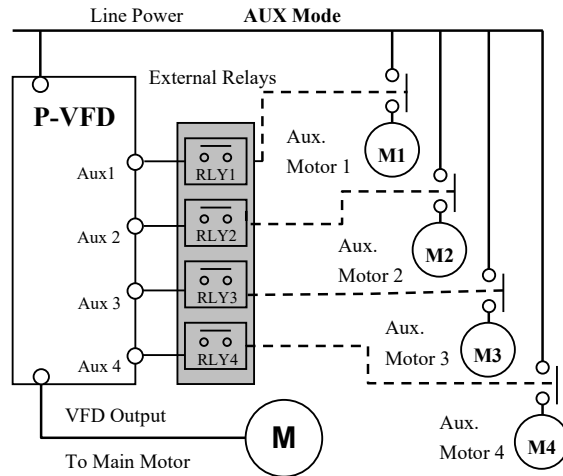 Line Power
AUX Mode
External Relays
P-VFD
Aux1
RLY1
Aux.
Motor 1
M1
Aux 2
RLY2
Aux.
Motor 2
M2
Aux 3
RLY3
Aux.
Motor 3
M3
Aux 4
RLY4
Aux.
Motor 4
M4
VFD Output
To Main Motor
M